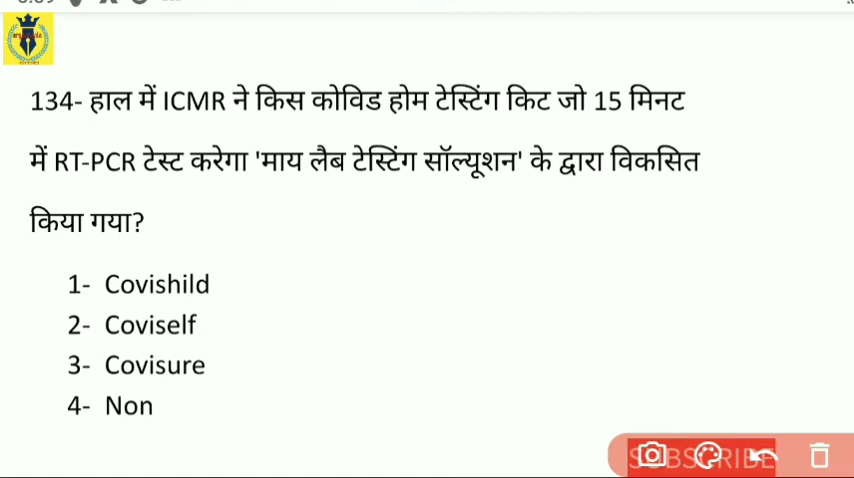 134- हाल में ICMR ने किस कोविड होम टेस्टिंग किट जो 15 मिनट
में RT-PCR टेस्ट करेगा 'माय लैब टेस्टिंग सॉल्यूशन' के द्वारा विकसित
किया गया?
1- Covishild
2- Coviself
3- Covisure
4- Non
SUBSCRIBE